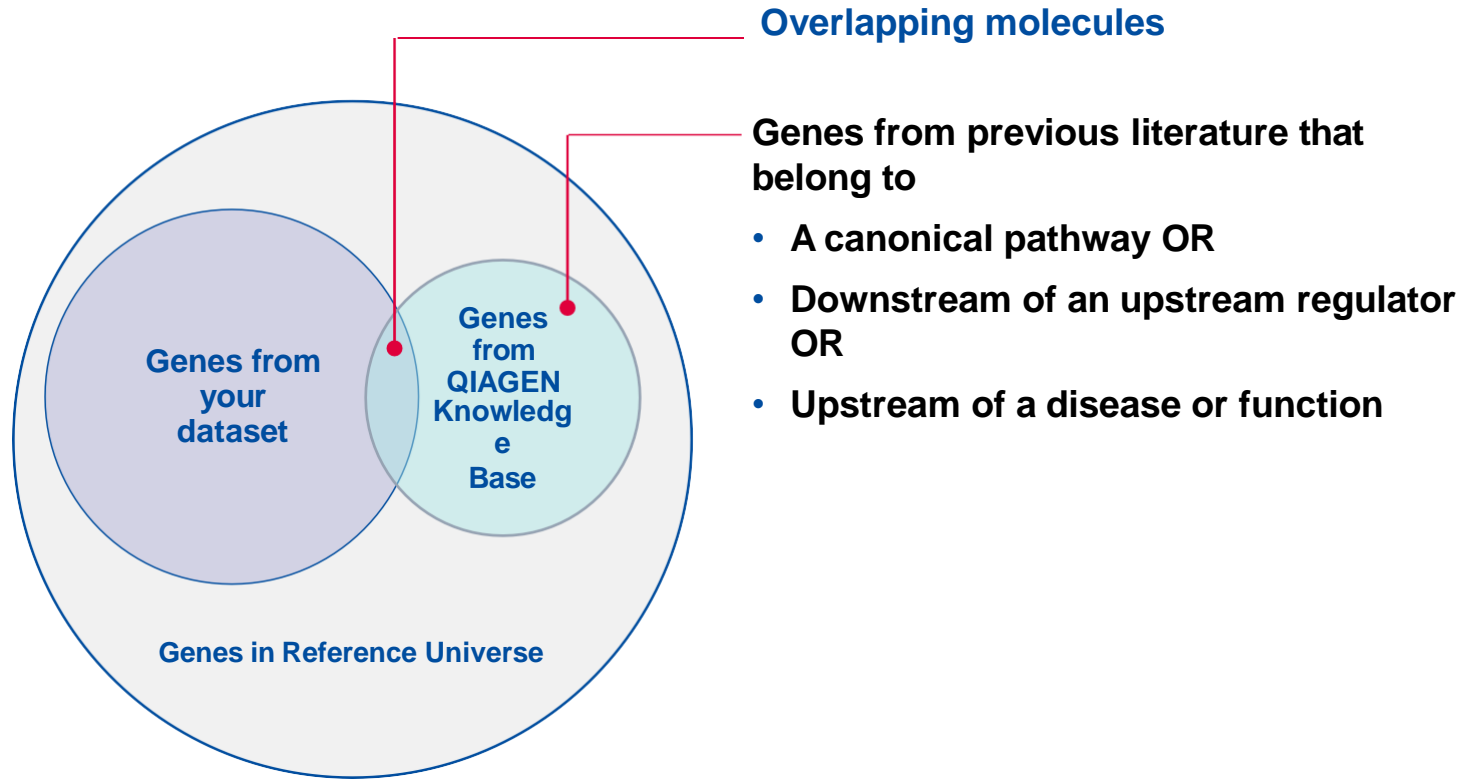 Overlapping molecules
Genes from previous literature that
belong to
• A canonical pathway OR
• Downstream of an upstream regulator
OR
• Upstream of a disease or function
Genes from
your
dataset
Genes
from
QIAGEN
Knowledg
e
Base
Genes in Reference Universe